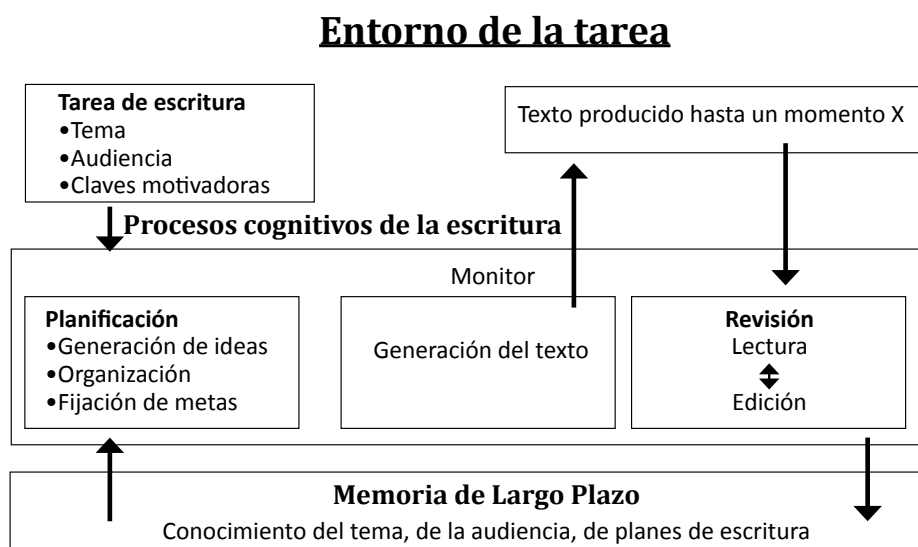 Entorno de la tarea
Tarea de escritura
•Tema
•Audiencia
•Claves motivadoras
Texto producido hasta un momento X
Procesos cognitivos de la escritura
Monitor
Planificación
•Generación de ideas
•Organización
•Fijación de metas
Generación del texto
Revisión
Lectura
Edición
Memoria de Largo Plazo
Conocimiento del tema, de la audiencia, de planes de escritura